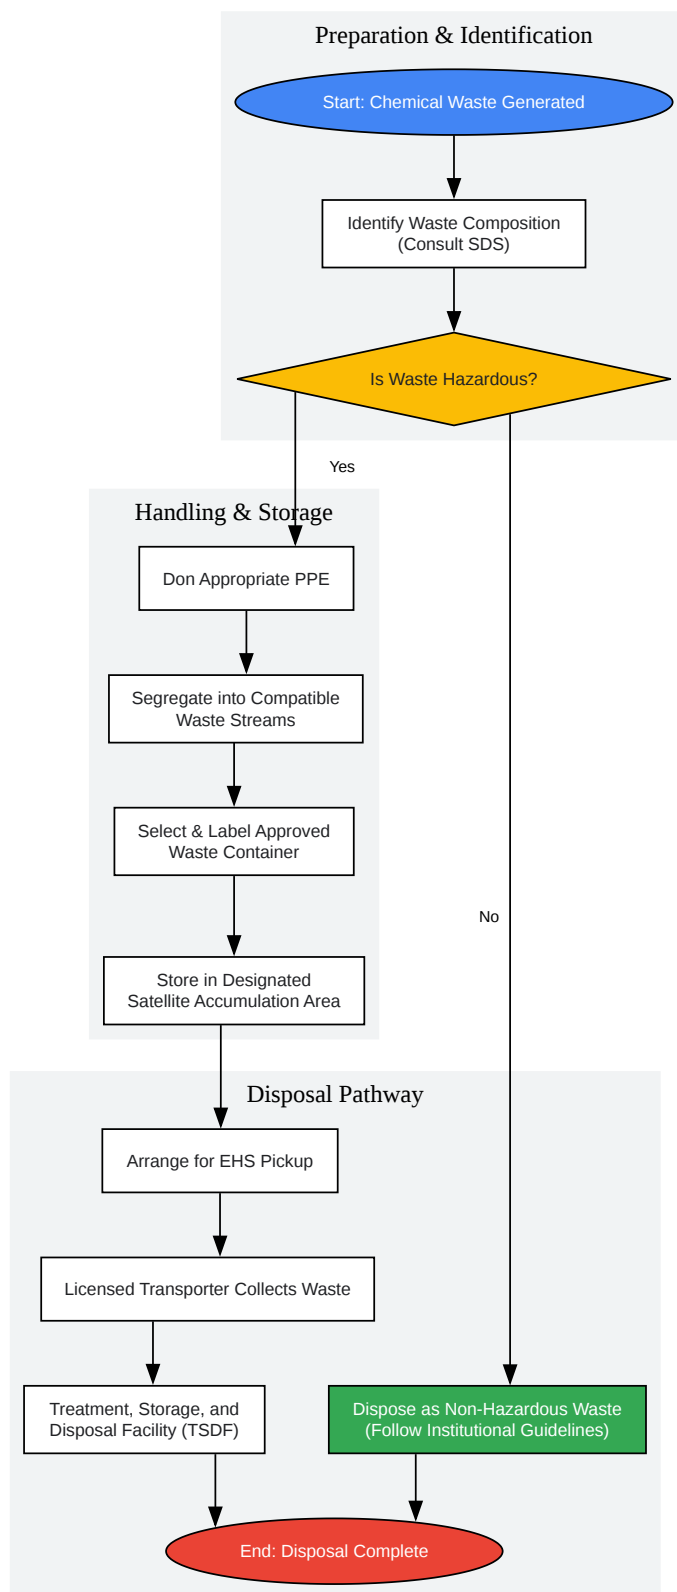 Preparation & Identification
Start: Chemical Waste Generated
Identify Waste Composition
(Consult SDS)
Is Waste Hazardous?
Yes
Handling & Storage
Don Appropriate PPE
Segregate into Compatible
Waste Streams
Select & Label Approved
Waste Container
No
Store in Designated
Satellite Accumulation Area
Disposal Pathway
Arrange for EHS Pickup
Licensed Transporter Collects Waste
Treatment, Storage, and
Disposal Facility (TSDF)
Dispose as Non-Hazardous Waste
(Follow Institutional Guidelines)
End: Disposal Complete